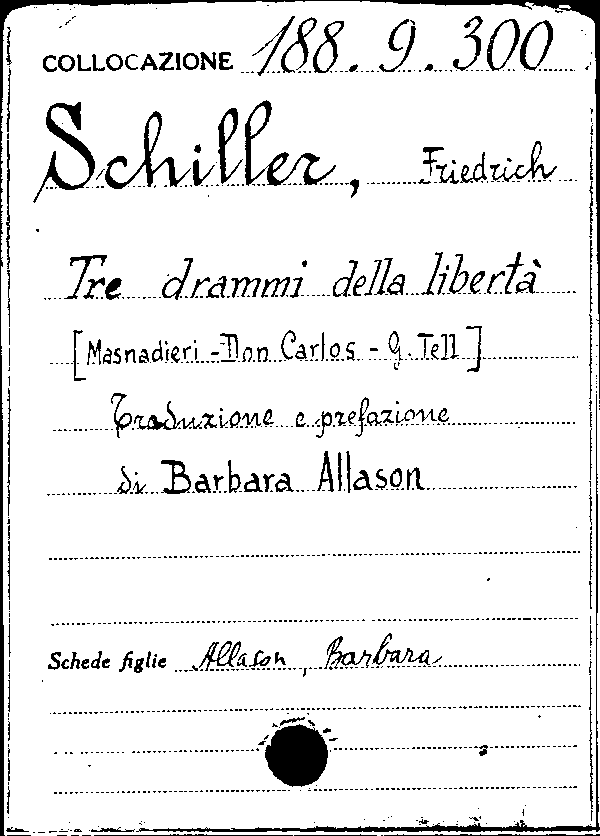 COLLOCAZIONE 188.9.300
Schiller, Friedrich
Tre drammi della libertà
[Masnadieri - Don Carlos - G. Tell]
Traduzione e prefazione
di Barbara Allason
Schede figlie Allason, Barbara